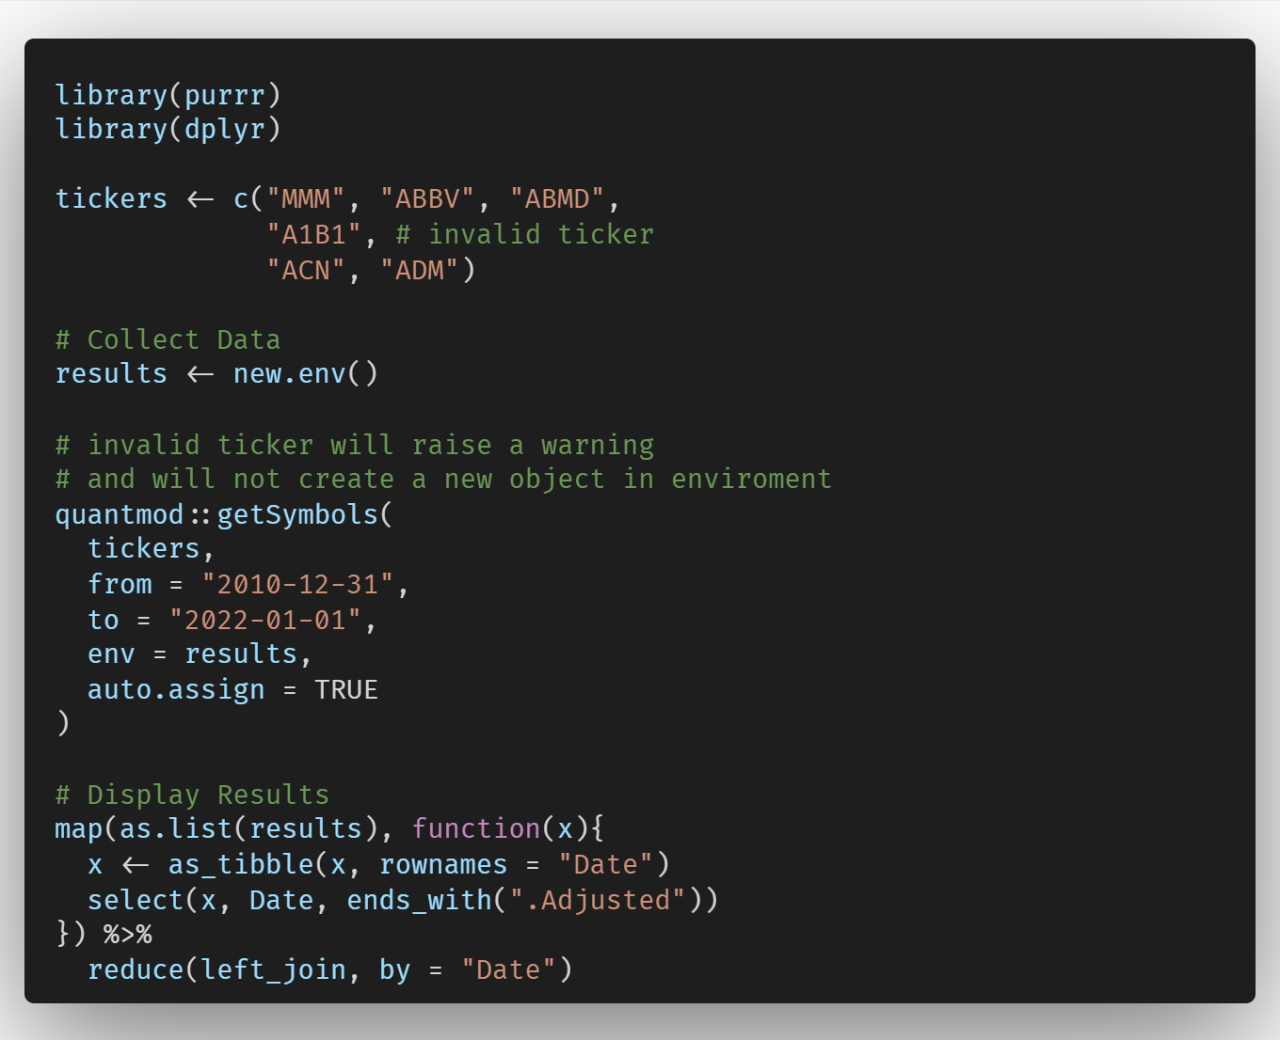 library(purrr)
library(dplyr)

tickers <- c("MMM", "ABBV", "ABMD",
             "A1B1", # invalid ticker
             "ACN", "ADM")

# Collect Data
results <- new.env()

# invalid ticker will raise a warning
# and will not create a new object in enviroment
quantmod::getSymbols(
  tickers,
  from = "2010-12-31",
  to = "2022-01-01",
  env = results,
  auto.assign = TRUE
)

# Display Results
map(as.list(results), function(x){
  x <- as_tibble(x, rownames = "Date")
  select(x, Date, ends_with(".Adjusted"))
}) %>%
  reduce(left_join, by = "Date")